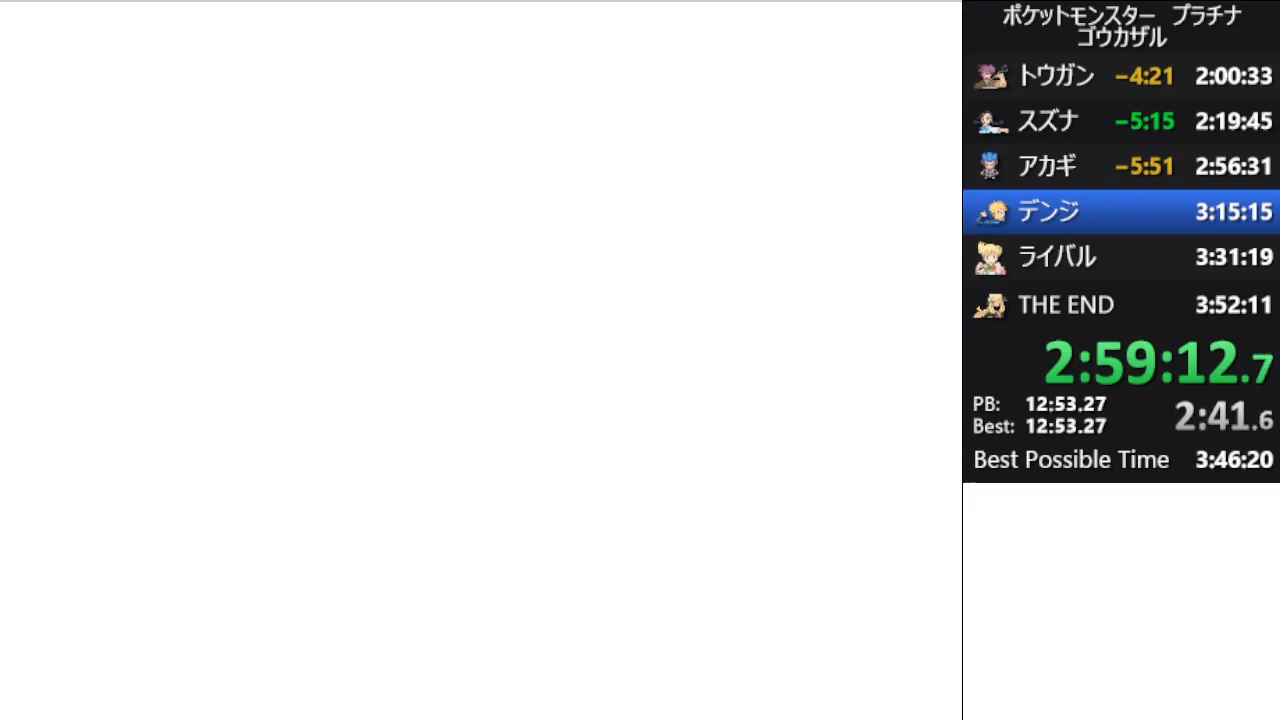 ポケットモンスター プラチナ
ゴウカザル
トウガン −4:21 2:00:33
スズナ −5:15 2:19:45
アカギ −5:51 2:56:31
デンジ 3:15:15
ライバル 3:31:19
THE END 3:52:11
2:59:12.7
PB: 12:53.27
Best: 12:53.27
2:41.6
Best Possible Time 3:46:20